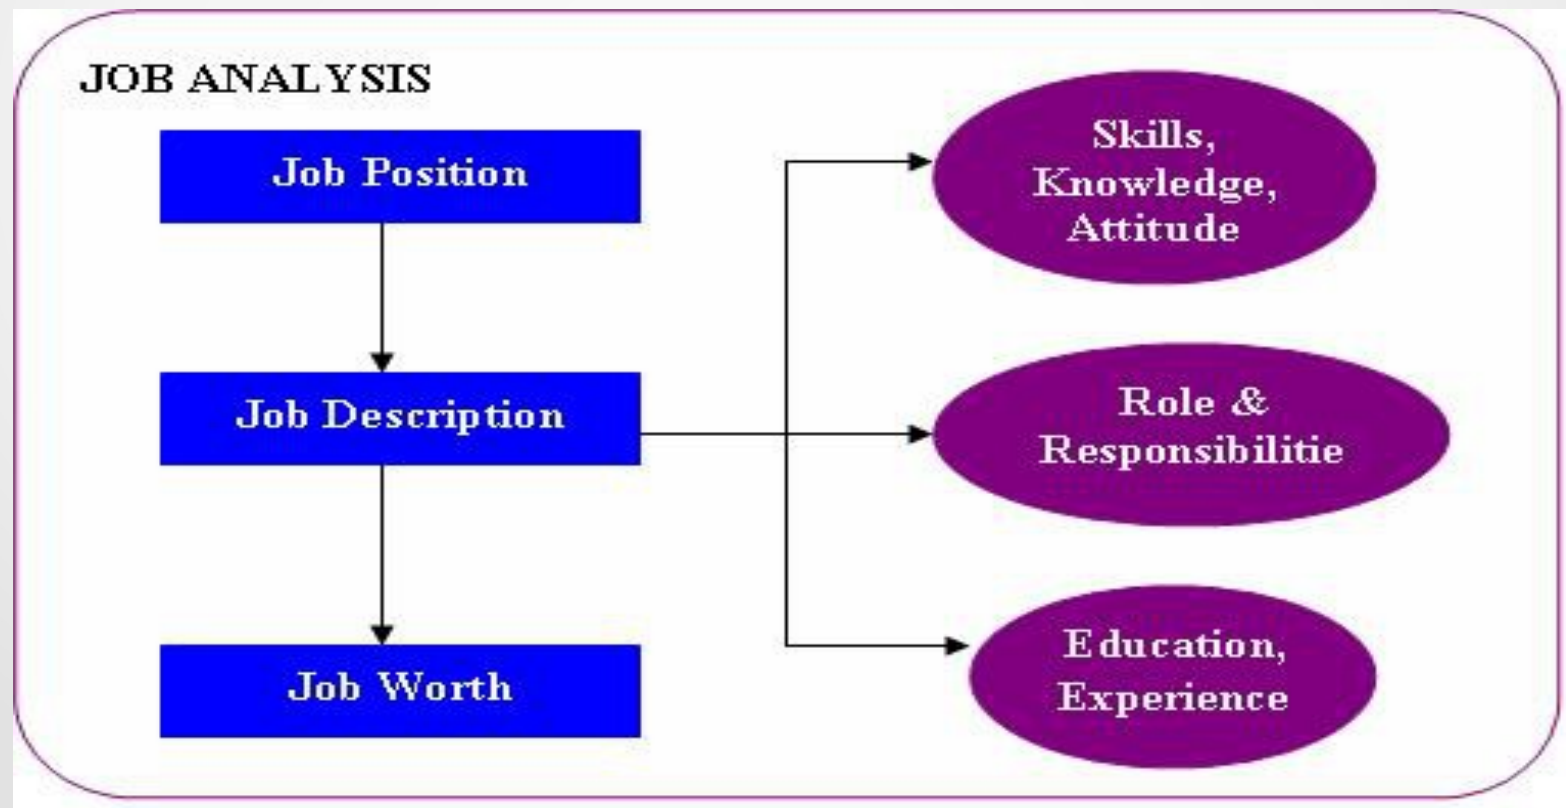 JOB ANALYSIS
Job Position
Job Description
Job Worth
Skills,
Knowledge,
Attitude
Role &
Responsibilitie
Education,
Experience